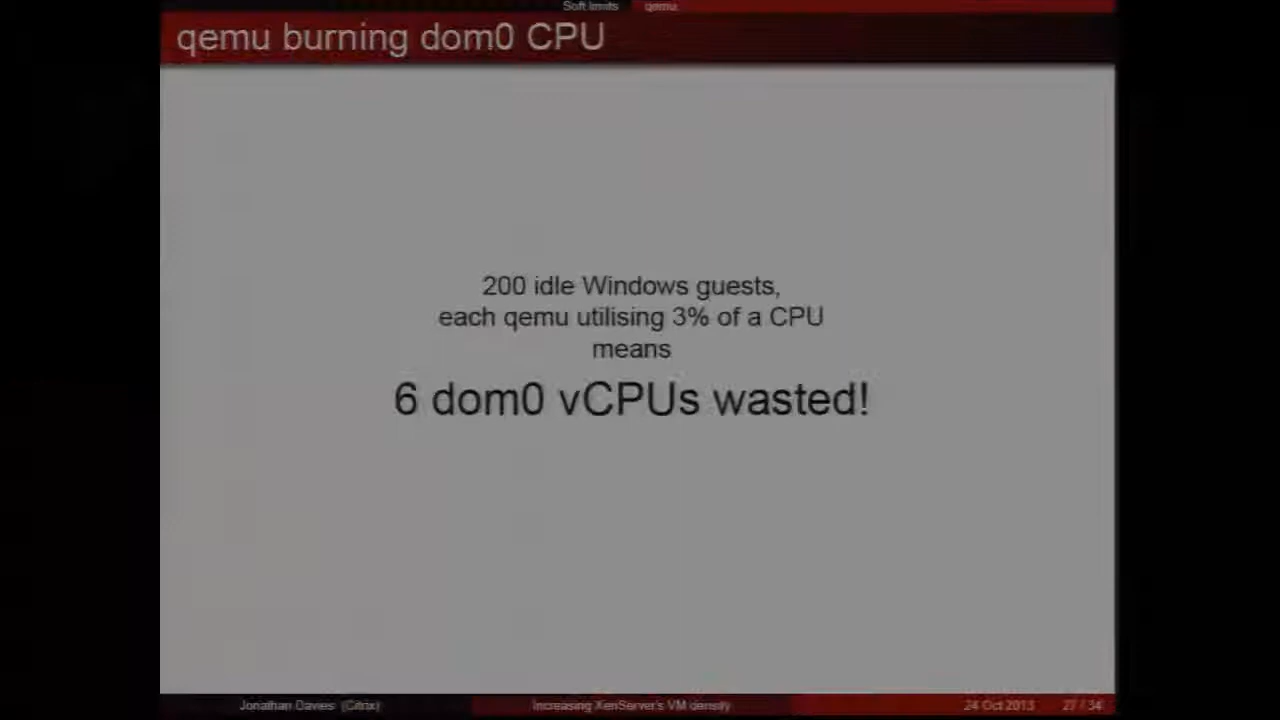 Soft limits qemu
qemu burning dom0 CPU
200 idle Windows guests,
each qemu utilising 3% of a CPU
means
6 dom0 vCPUs wasted!
Jonathan Davies (Citrix) Increasing XenServer's VM density 24 Oct 2013 27 / 34